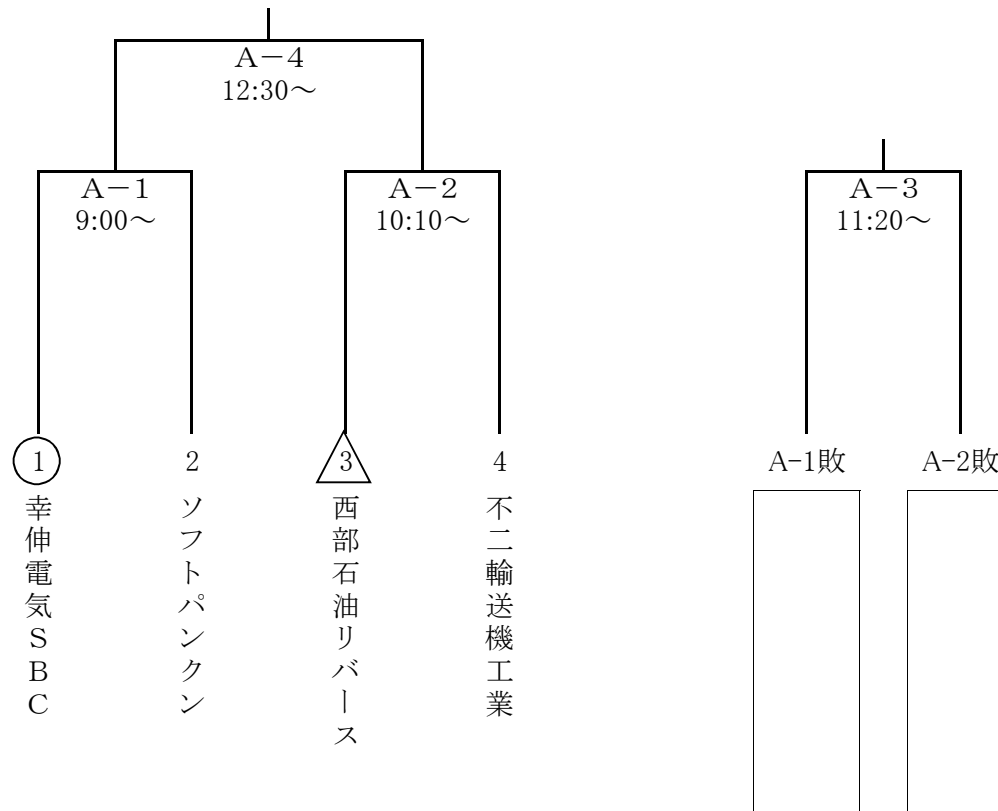 A－4
12:30～
A－1
9:00～
A－2
10:10～
A－3
11:20～
1
2
3
4
A-1敗
A-2敗
幸伸電気SBC
ソフトパンクン
西部石油リバース
不二輸送機工業